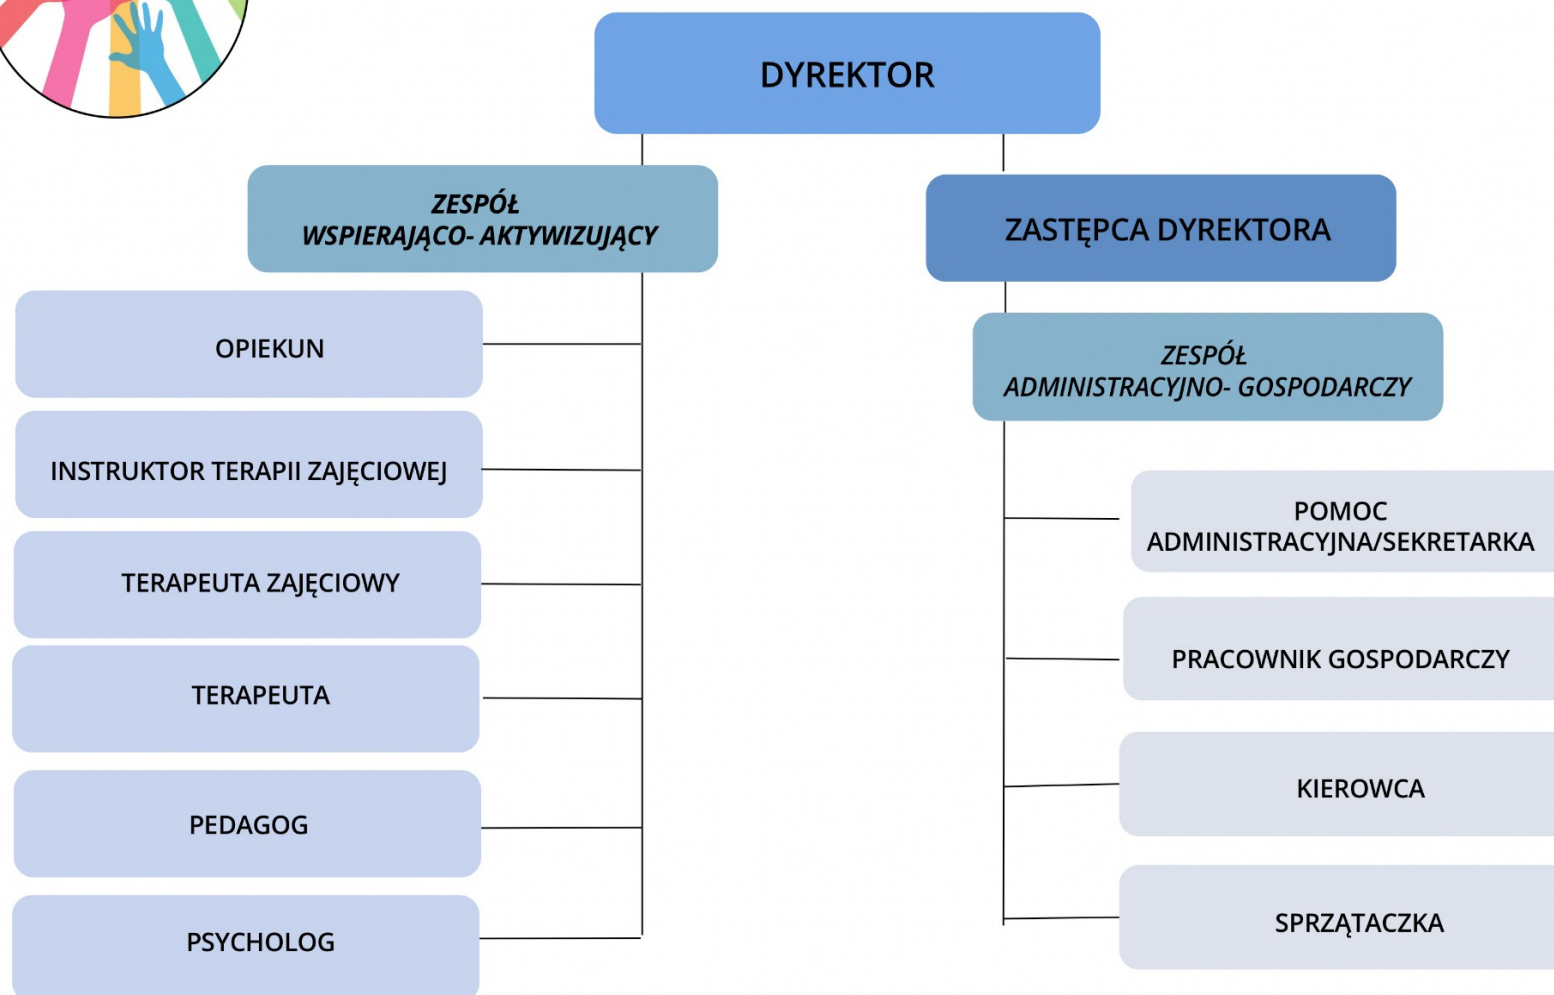 DYREKTOR
ZESPÓŁ
WSPIERAJĄCO- AKTYWIZUJĄCY
OPIEKUN
INSTRUKTOR TERAPII ZAJĘCIOWEJ
TERAPEUTA ZAJĘCIOWY
TERAPEUTA
PEDAGOG
PSYCHOLOG
ZASTĘPCA DYREKTORA
ZESPÓŁ
ADMINISTRACYJNO- GOSPODARCZY
POMOC
ADMINISTRACYJNA/SEKRETARKA
PRACOWNIK GOSPODARCZY
KIEROWCA
SPRZĄTACZKA